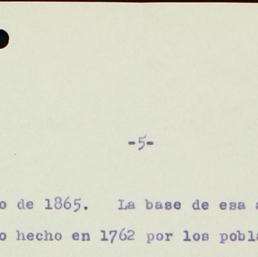 -5-
o de 1865. La base de esa
o hecho en 1762 por los pobla